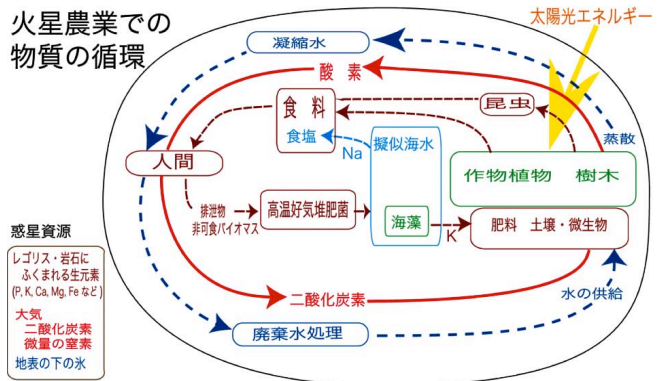 火星農業での
物質の循環
太陽光エネルギー
凝縮水
酸 素
食 料
食塩
昆虫
蒸散
Na
擬似海水
人間
作物植物 樹木
排泄物
非可食バイオマス
高温好気堆肥菌
海藻
K
肥料 土壌・微生物
惑星資源
レゴリス・岩石に
ふくまれる生元素
(P, K, Ca, Mg, Fe など)
大気
二酸化炭素
微量の窒素
地表の下の氷
二酸化炭素
水の供給
廃棄水処理